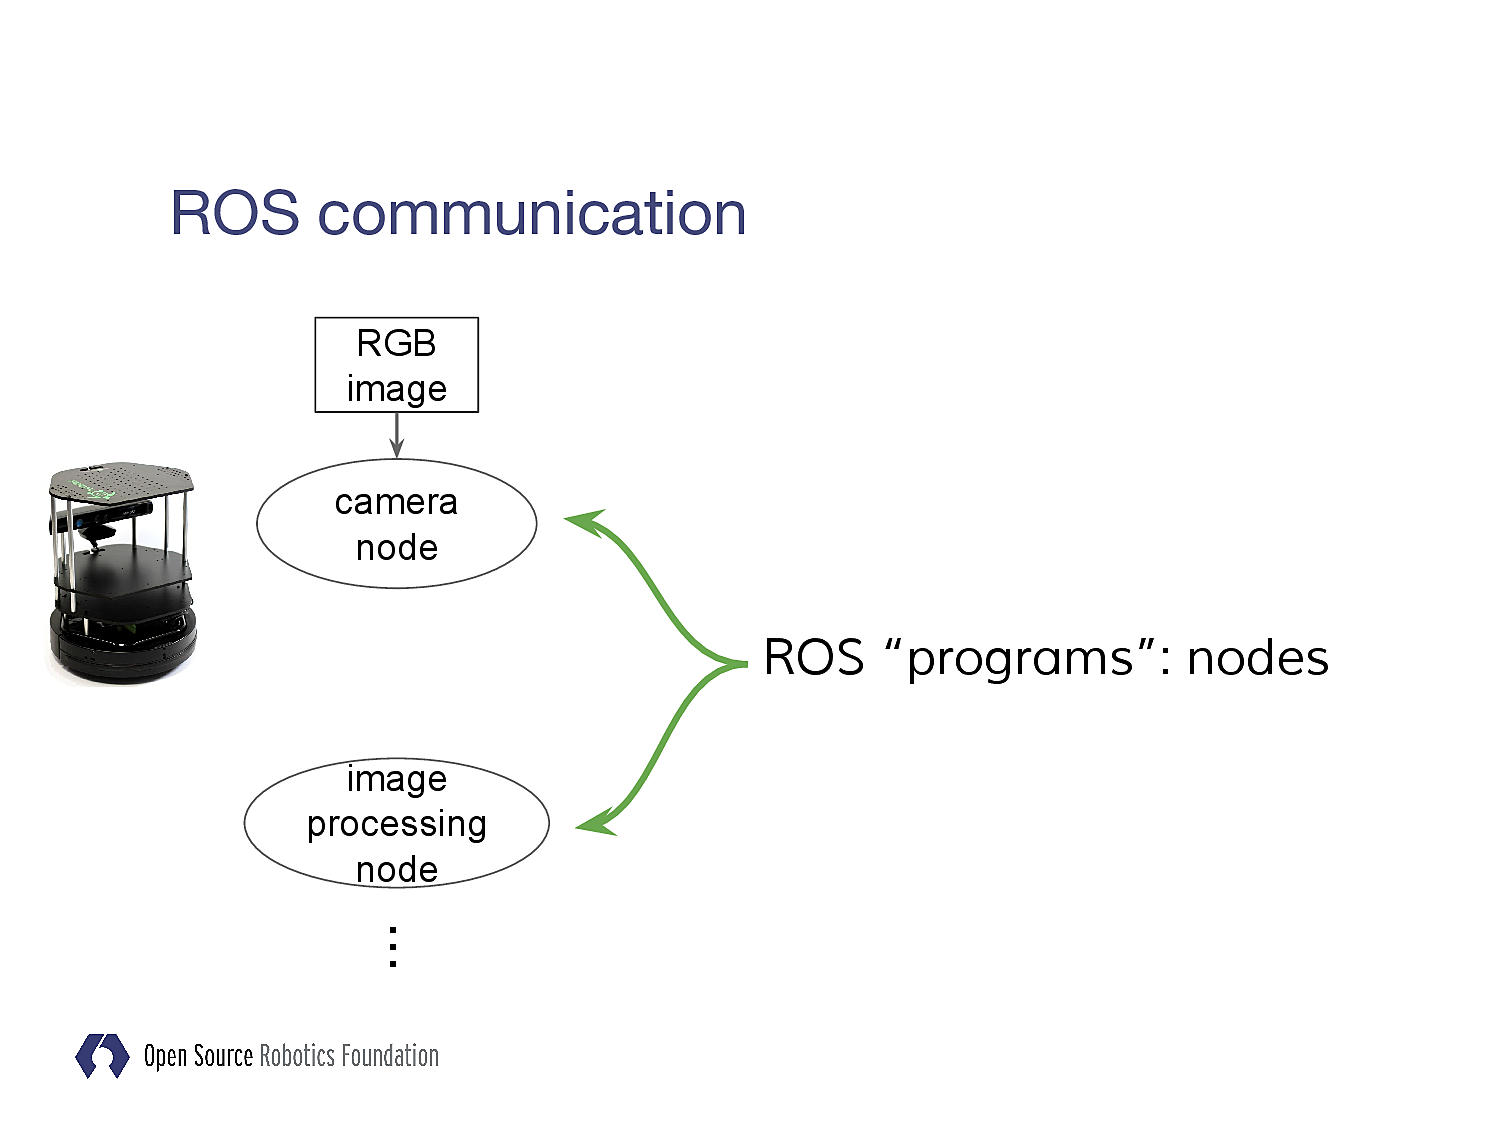 ROS communication
RGB
image
camera
node
ROS “programs”: nodes
image
processing
node
⋮
Open Source Robotics Foundation